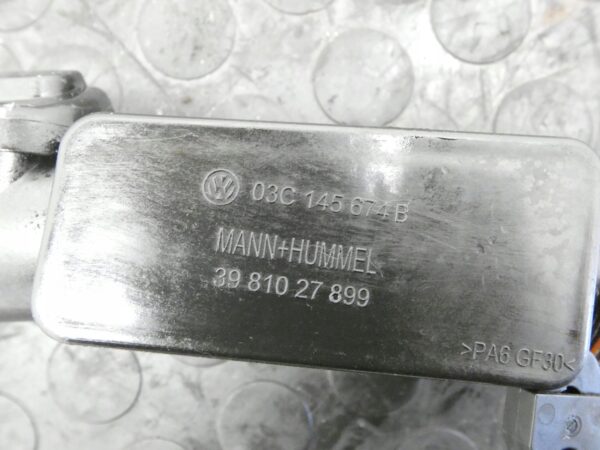 03C 145 674 B
MANN+HUMMEL
39 810 27 899
>PA6 GF30<